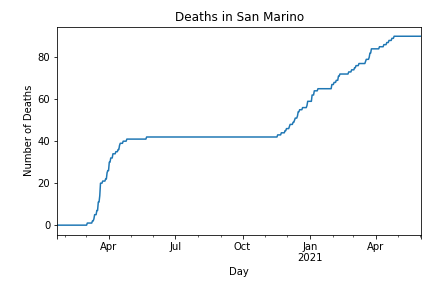 Deaths in San Marino
Number of Deaths
80
60
40
20
0
Apr Jul Oct Jan Apr
2021
Day